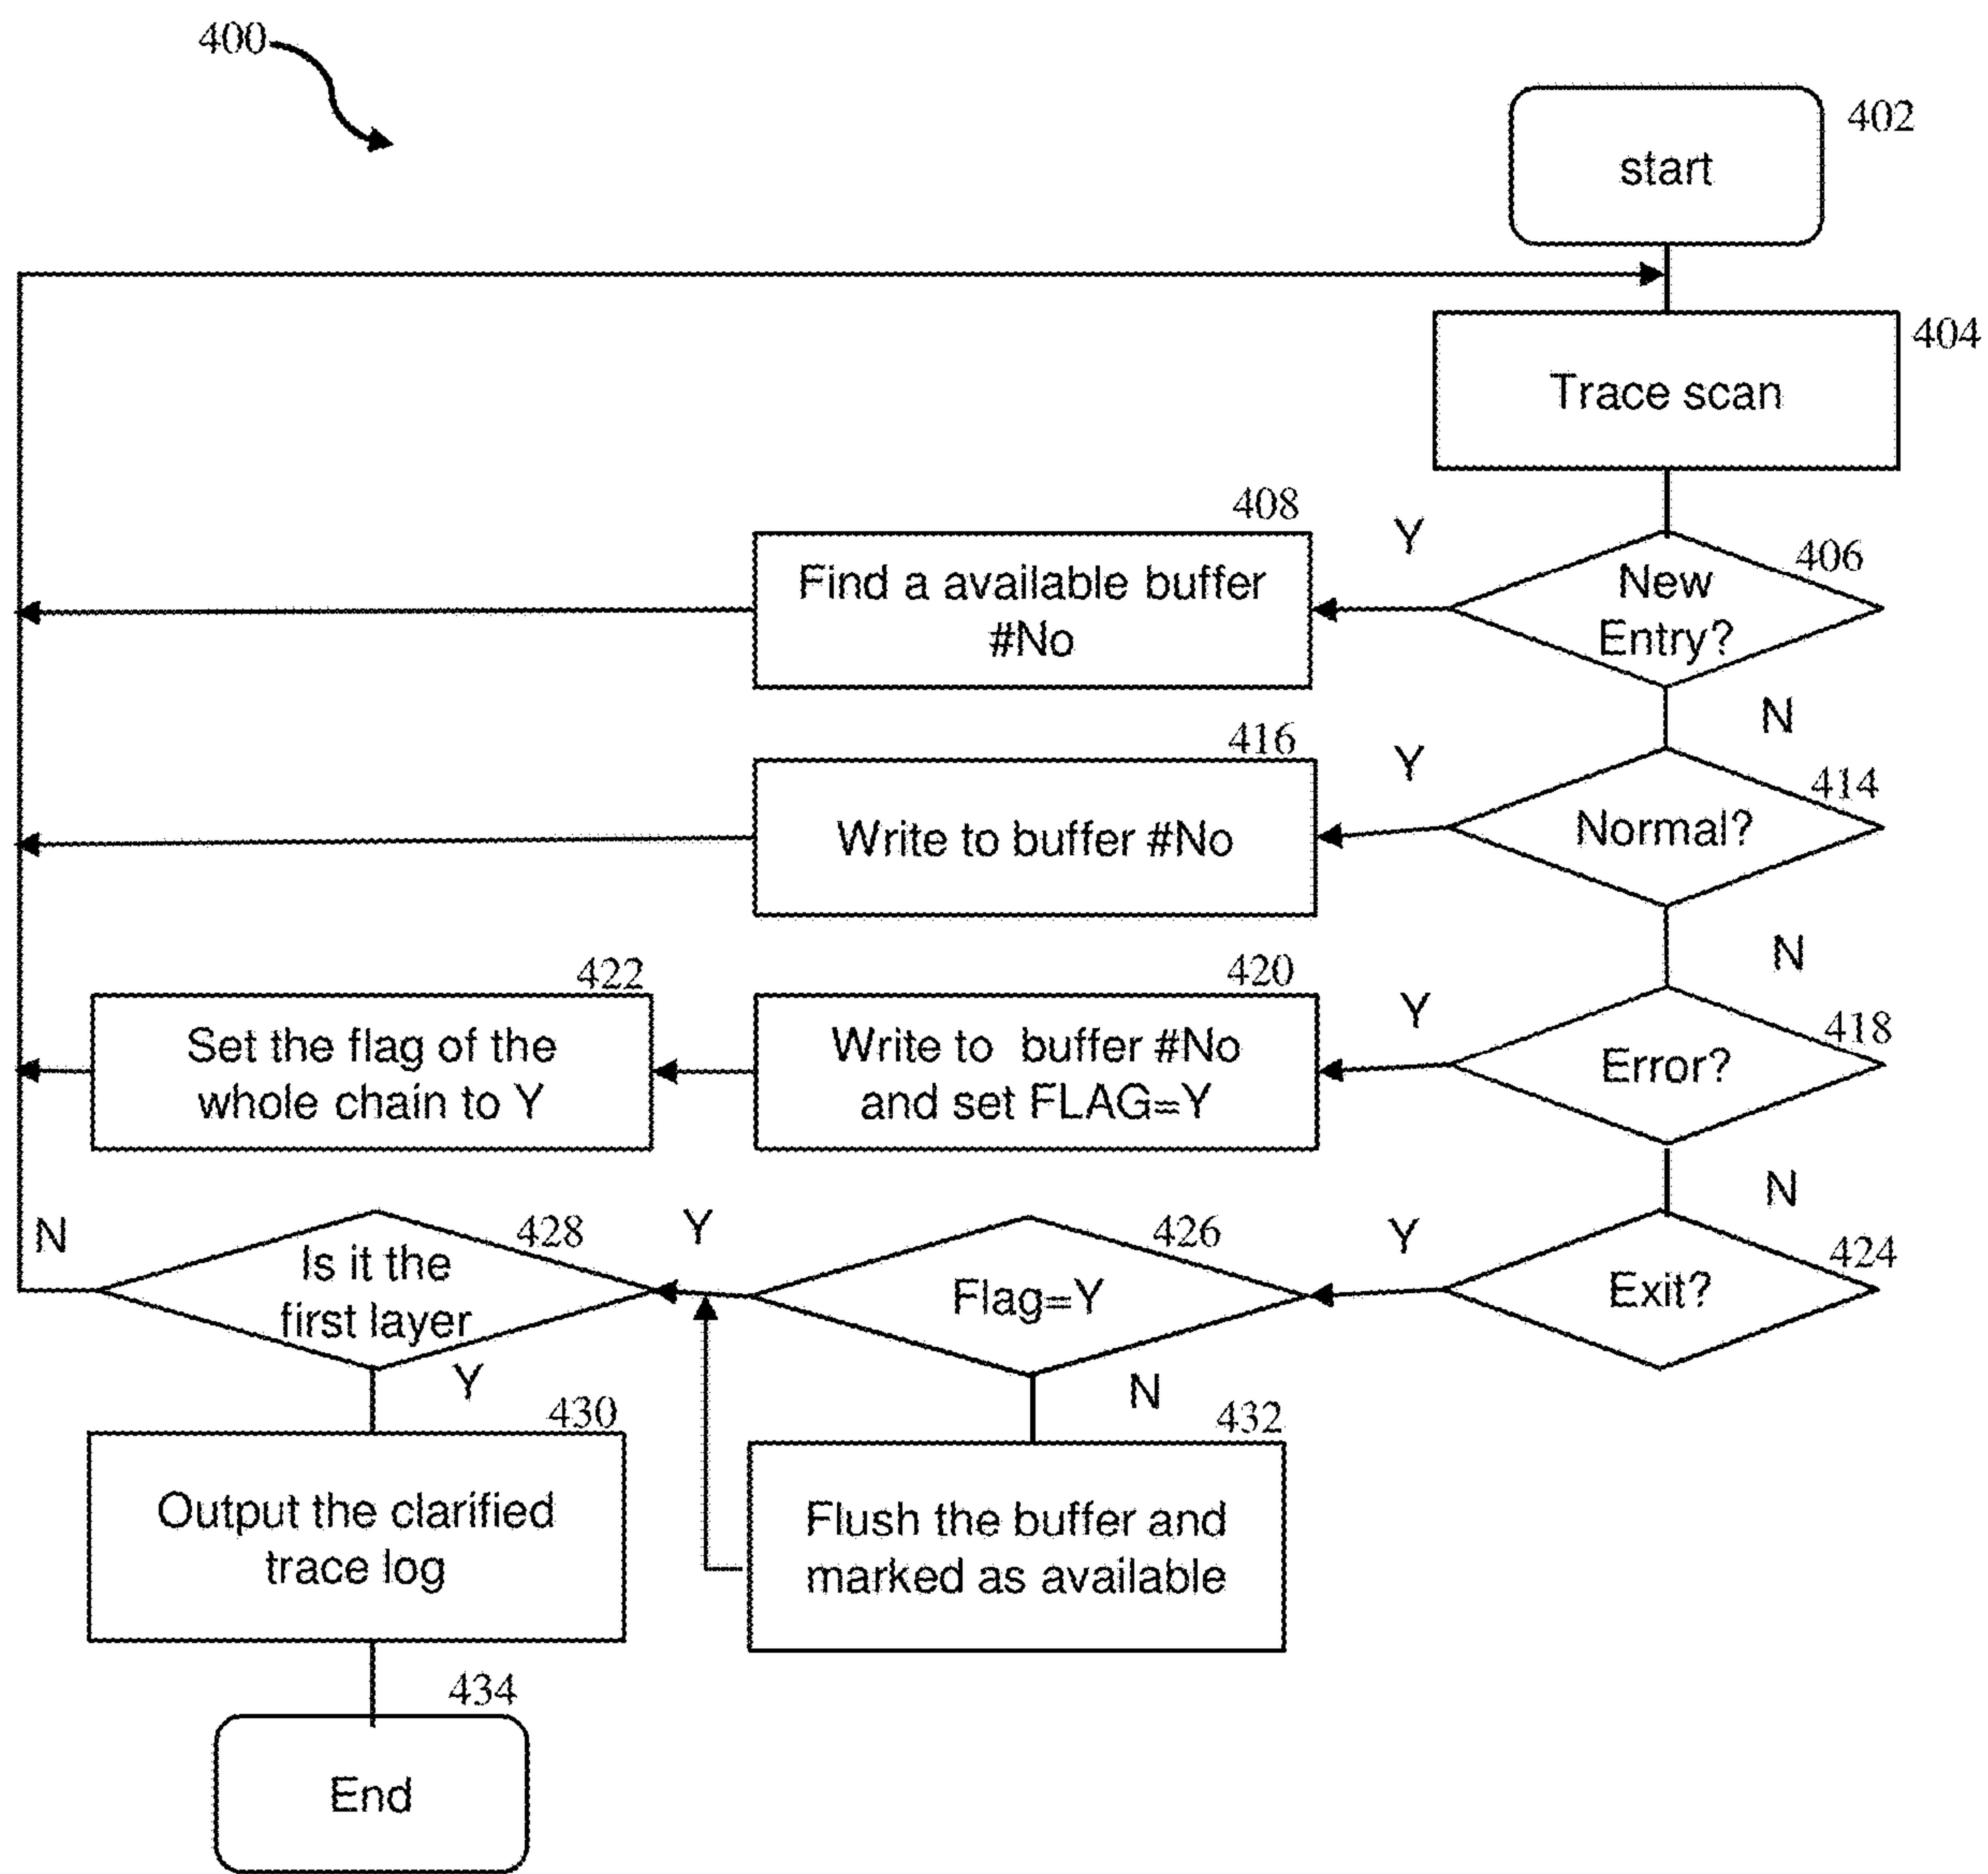 400
402
start
404
Trace scan
408
Y
406
Find a available buffer
#No
New
Entry?
N
416
Y
414
Write to buffer #No
Normal?
N
422
420
Y
418
Set the flag of the
whole chain to Y
Write to buffer #No
and set FLAG=Y
Error?
N
N
428
Y
426
Y
424
Is it the
first layer
Flag=Y
Exit?
Y
N
430
432
Output the clarified
trace log
Flush the buffer and
marked as available
434
End